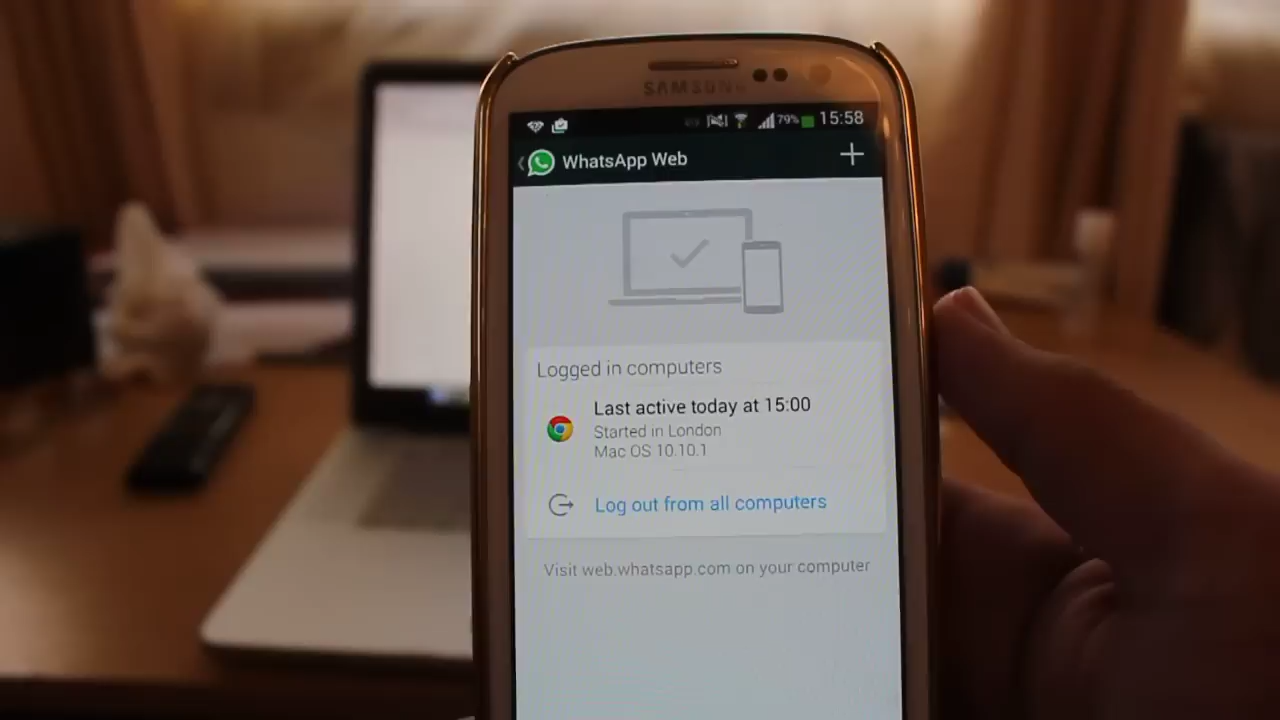 SAMSUNG
79% 15:58
WhatsApp Web
Logged in computers
Last active today at 15:00
Started in London
Mac OS 10.10.1
Log out from all computers
Visit web.whatsapp.com on your computer